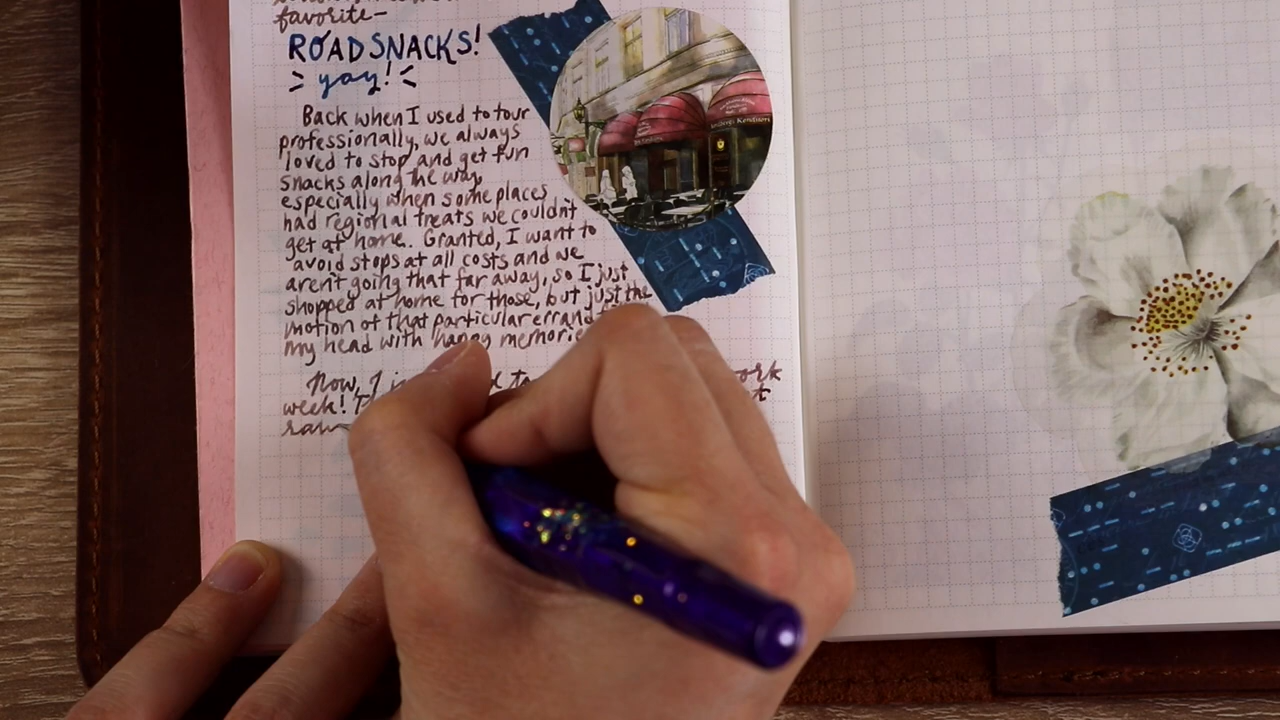 favorite-
ROAD SNACKS!
yay!
Back when I used to tour
professionally, we always
loved to stop and get fun
snacks along the way,
especially when some places
had regional treats we couldn't
get at home. Granted, I want to
avoid stops at all costs and we
aren't going that far away, so I just
shopped at home for those, but just the
motion of that particular errand
my head with happy memories
Now, I
week!